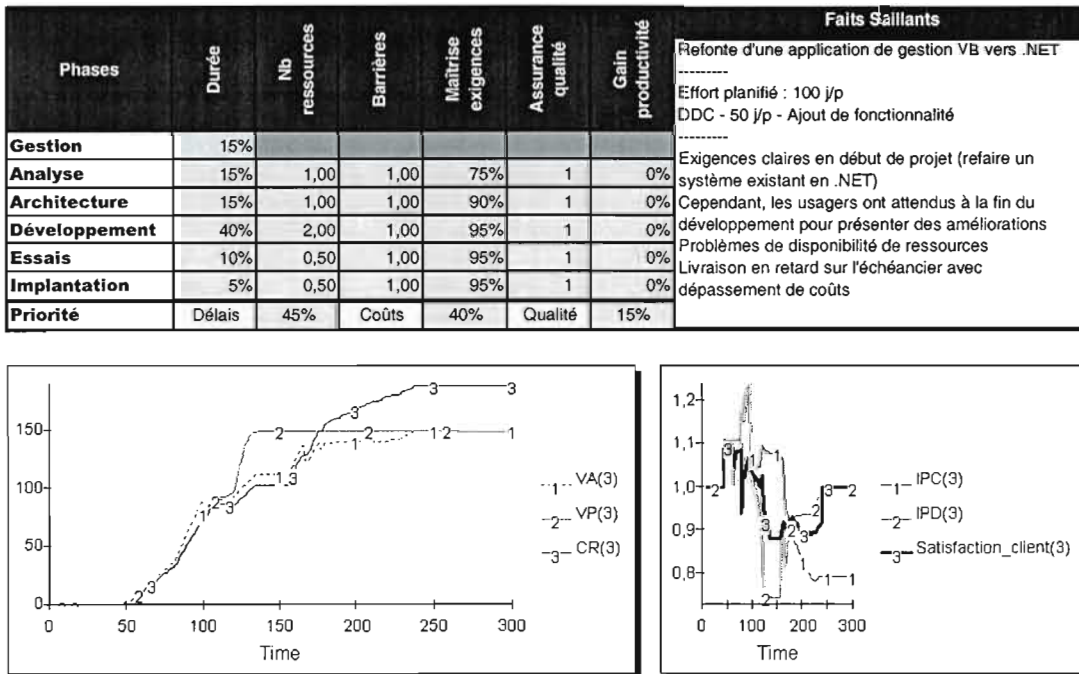 Phases Durée Nb ressources Barrières Maîtrise exigences Assurance qualité Gain productivité
Gestion 15%
Analyse 15% 1,00 1,00 75% 1 0%
Architecture 15% 1,00 1,00 90% 1 0%
Développement 40% 2,00 1,00 95% 1 0%
Essais 10% 0,50 1,00 95% 1 0%
Implantation 5% 0,50 1,00 95% 1 0%
Priorité Délais 45% Coûts 40% Qualité 15%
Faits Saillants
Refonte d'une application de gestion VB vers .NET
---------
Effort planifié : 100 j/p
DDC - 50 j/p - Ajout de fonctionnalité
---------
Exigences claires en début de projet (refaire un
système existant en .NET)
Cependant, les usagers ont attendus à la fin du
développement pour présenter des améliorations
Problèmes de disponibilité de ressources
Livraison en retard sur l'échéancier avec
dépassement de coûts
150
100
50
0
0 50 100 150 200 250 300
Time
1 VA(3)
2 VP(3)
3 CR(3)
1,2
1,1
1,0
0,9
0,8
0 100 200 300
Time
1 IPC(3)
2 IPD(3)
3 Satisfaction_client(3)